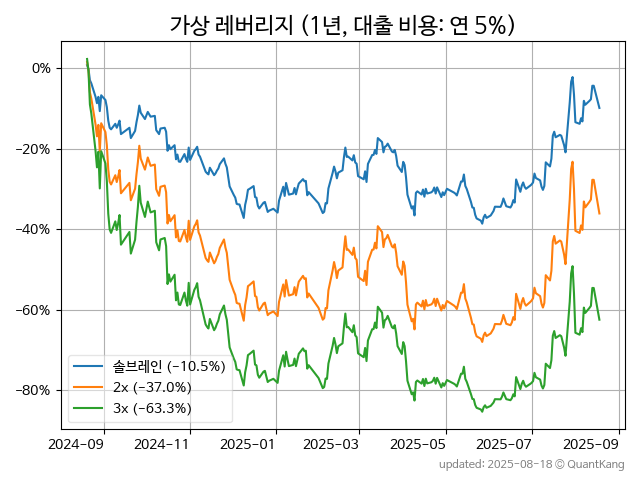 가상 레버리지 (1년, 대출 비용: 연 5%)
0%
−20%
−40%
−60%
−80%
솔브레인 (−10.5%)
2x (−37.0%)
3x (−63.3%)
2024-09
2024-11
2025-01
2025-03
2025-05
2025-07
2025-09
updated: 2025-08-18 © QuantKang